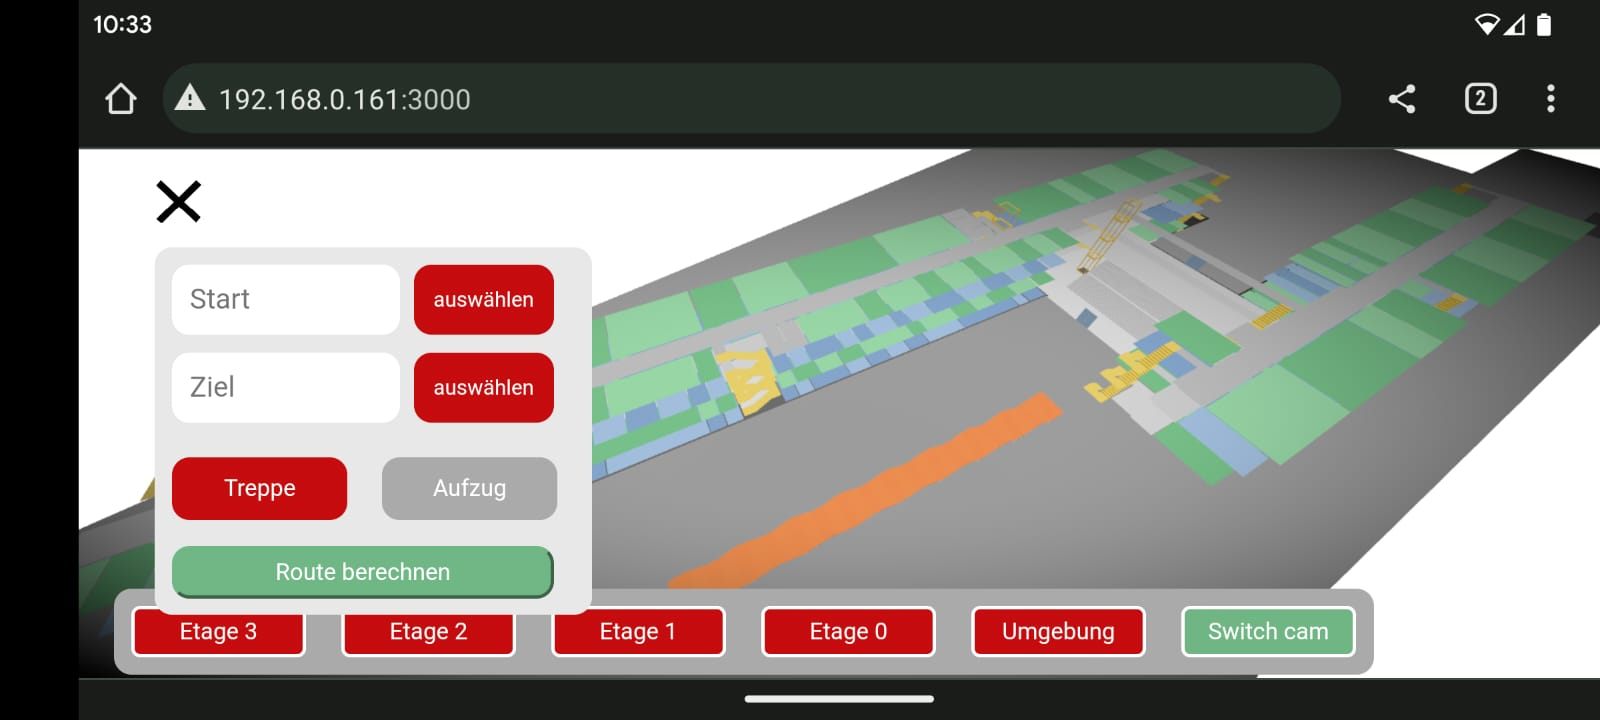 10:33
192.168.0.161:3000
2
Start
auswählen
Ziel
auswählen
Treppe
Aufzug
Route berechnen
Etage 3
Etage 2
Etage 1
Etage 0
Umgebung
Switch cam